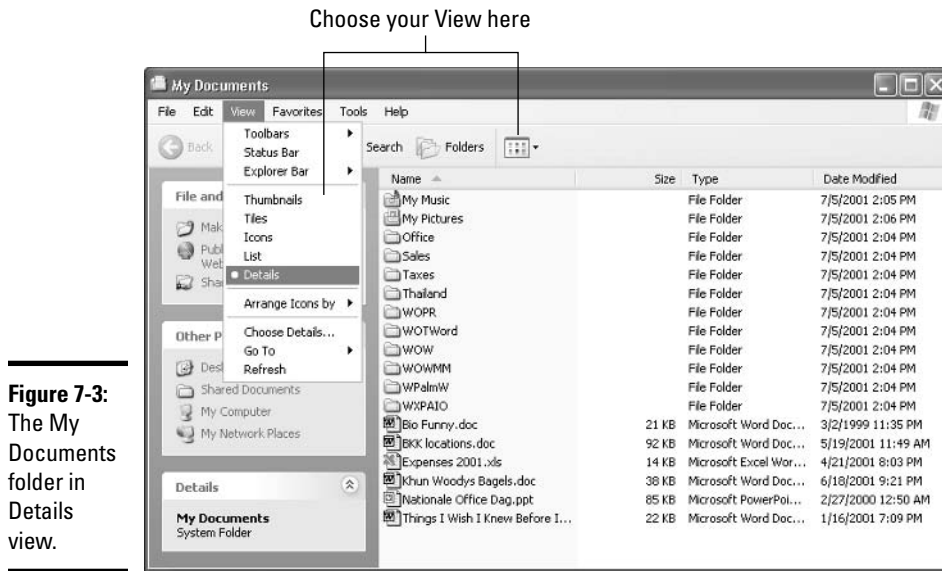 Choose your View here
My Documents
File Edit View Favorites Tools Help
Back Search Folders
Toolbars
Status Bar
Explorer Bar
Thumbnails
Tiles
Icons
List
Details
Arrange Icons by
Choose Details...
Go To
Refresh
File and
Other P
Shared Documents
My Computer
My Network Places
Details
My Documents
System Folder
Name Size Type Date Modified
My Music File Folder 7/5/2001 2:05 PM
My Pictures File Folder 7/5/2001 2:06 PM
Office File Folder 7/5/2001 2:04 PM
Sales File Folder 7/5/2001 2:04 PM
Taxes File Folder 7/5/2001 2:04 PM
Thailand File Folder 7/5/2001 2:04 PM
WOPR File Folder 7/5/2001 2:04 PM
WOTWord File Folder 7/5/2001 2:04 PM
WOW File Folder 7/5/2001 2:04 PM
WOWMM File Folder 7/5/2001 2:04 PM
WPalmW File Folder 7/5/2001 2:04 PM
WXPAIO File Folder 7/5/2001 2:04 PM
Bio Funny.doc 21 KB Microsoft Word Doc... 3/2/1999 11:35 PM
BKK locations.doc 92 KB Microsoft Word Doc... 5/19/2001 11:49 AM
Expenses 2001.xls 14 KB Microsoft Excel Wor... 4/21/2001 8:03 PM
Khun Woodys Bagels.doc 38 KB Microsoft Word Doc... 6/18/2001 9:21 PM
Nationale Office Dag.ppt 85 KB Microsoft PowerPoi... 2/27/2000 12:50 AM
Things I Wish I Knew Before I... 22 KB Microsoft Word Doc... 1/16/2001 7:09 PM
Figure 7-3:
The My
Documents
folder in
Details
view.